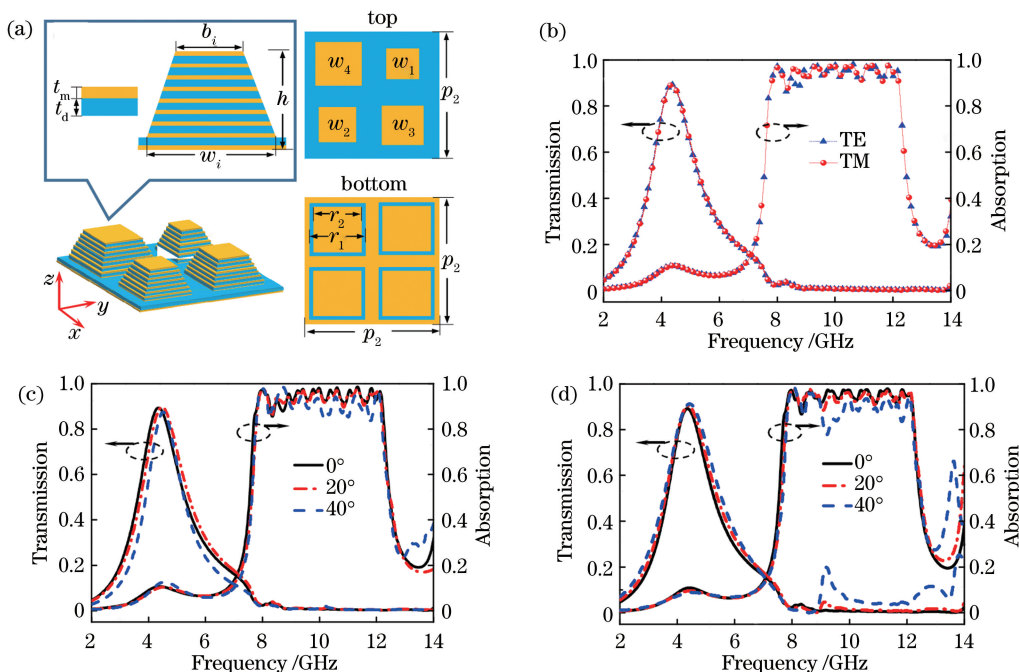 (a)
b_i
t_m
t_d
h
w_i
z
y
x
top
w_4 w_1
w_2 w_3
p_2
bottom
r_2
r_1
p_2
p_2
(b)
1.0 1.0
0.8 0.8
0.6 0.6
0.4 0.4
0.2 0.2
0 0
Transmission
Absorption
TE
TM
2 4 6 8 10 12 14
Frequency /GHz
(c)
1.0 1.0
0.8 0.8
0.6 0.6
0.4 0.4
0.2 0.2
0 0
Transmission
Absorption
0°
20°
40°
2 4 6 8 10 12 14
Frequency /GHz
(d)
1.0 1.0
0.8 0.8
0.6 0.6
0.4 0.4
0.2 0.2
0 0
Transmission
Absorption
0°
20°
40°
2 4 6 8 10 12 14
Frequency /GHz